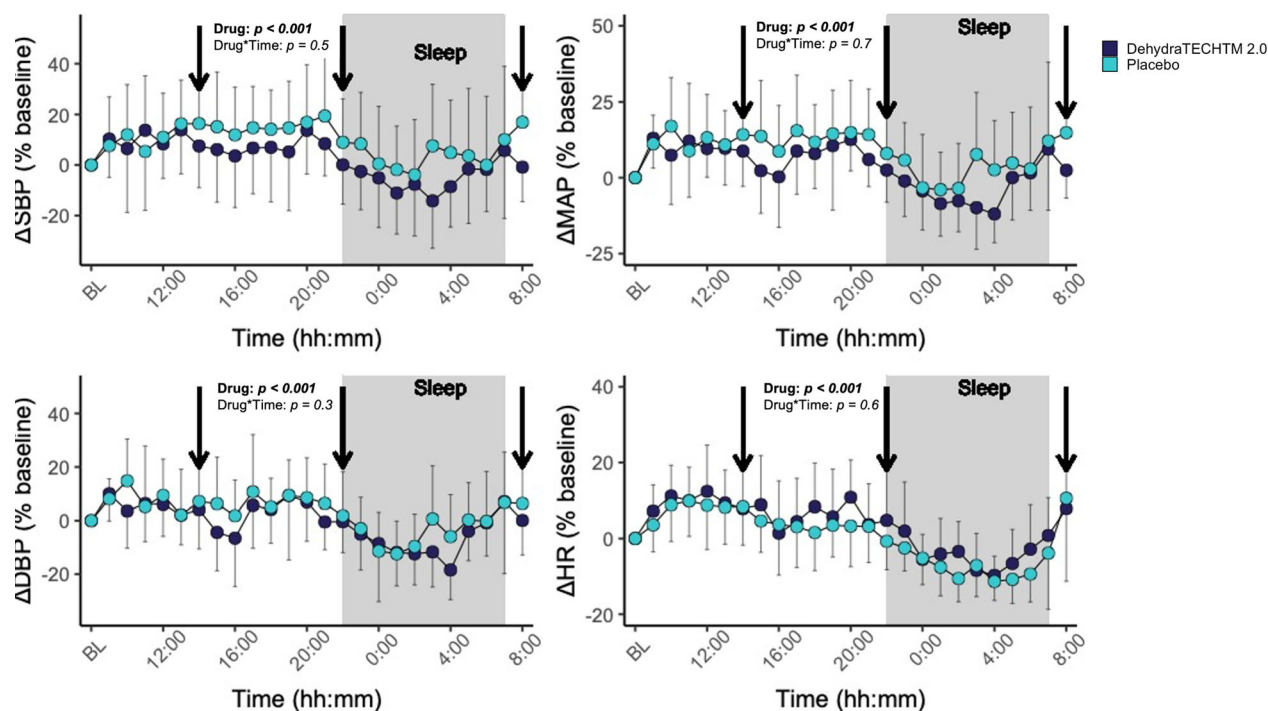 Drug: p < 0.001
Drug*Time: p = 0.5
Sleep
40
20
0
-20
ΔSBP (% baseline)
BL
12:00
16:00
20:00
0:00
4:00
8:00
Time (hh:mm)
Drug: p < 0.001
Drug*Time: p = 0.7
Sleep
50
25
0
-25
ΔMAP (% baseline)
BL
12:00
16:00
20:00
0:00
4:00
8:00
Time (hh:mm)
DehydraTECHTM 2.0
Placebo
Drug: p < 0.001
Drug*Time: p = 0.3
Sleep
40
20
0
-20
ΔDBP (% baseline)
BL
12:00
16:00
20:00
0:00
4:00
8:00
Time (hh:mm)
Drug: p < 0.001
Drug*Time: p = 0.6
Sleep
40
20
0
-20
ΔHR (% baseline)
BL
12:00
16:00
20:00
0:00
4:00
8:00
Time (hh:mm)